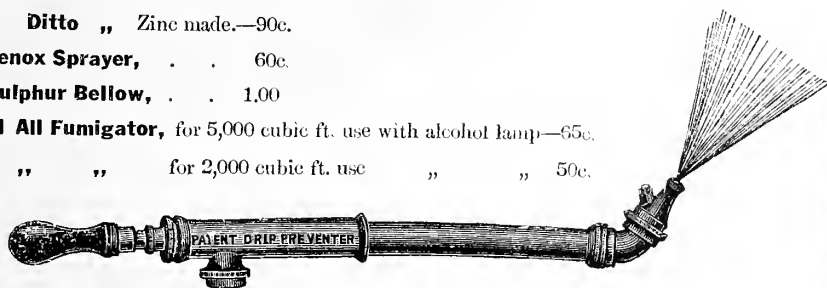 Ditto „ Zinc made.—90c.
enox Sprayer, . . 60c.
ulphur Bellow, . . 1.00
l All Fumigator, for 5,000 cubic ft. use with alcohol lamp—65c.
„ „ for 2,000 cubic ft. use „ „ 50c.
PATENT DRIP PREVENTER